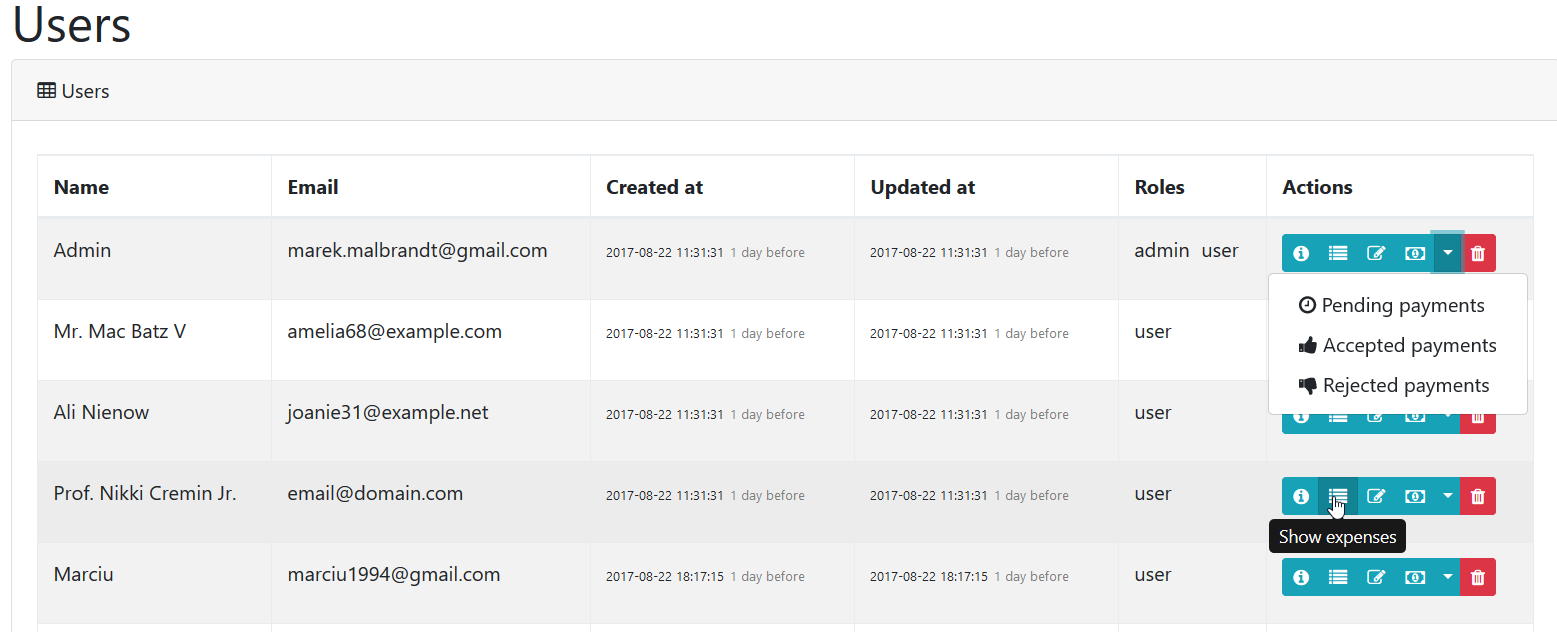 Users
Users
Name Email Created at Updated at Roles Actions
Admin marek.malbrandt@gmail.com 2017-08-22 11:31:31 1 day before 2017-08-22 11:31:31 1 day before admin user
Pending payments
Mr. Mac Batz V amelia68@example.com 2017-08-22 11:31:31 1 day before 2017-08-22 11:31:31 1 day before user
Accepted payments
Rejected payments
Ali Nienow joanie31@example.net 2017-08-22 11:31:31 1 day before 2017-08-22 11:31:31 1 day before user
Prof. Nikki Cremin Jr. email@domain.com 2017-08-22 11:31:31 1 day before 2017-08-22 11:31:31 1 day before user
Show expenses
Marciu marciu1994@gmail.com 2017-08-22 18:17:15 1 day before 2017-08-22 18:17:15 1 day before user